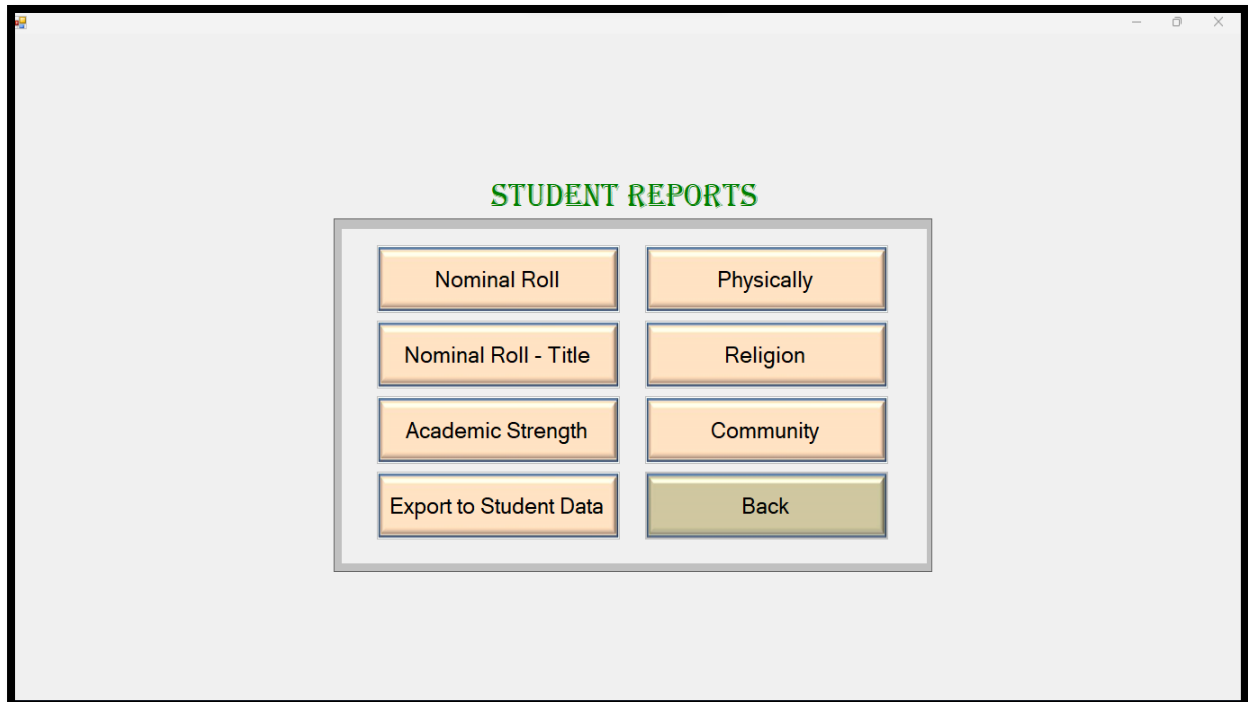 STUDENT REPORTS
Nominal Roll
Physically
Nominal Roll - Title
Religion
Academic Strength
Community
Export to Student Data
Back